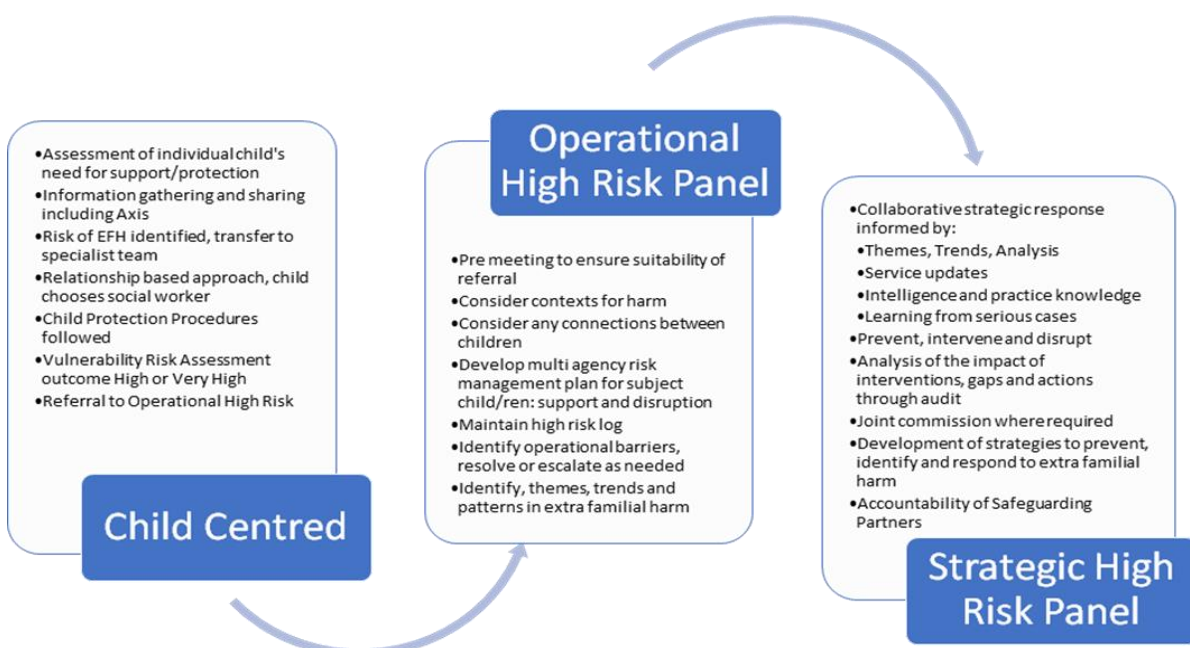 •Assessment of individual child's
need for support/protection
•Information gathering and sharing
including Axis
•Risk of EFH identified, transfer to
specialist team
•Relationship based approach, child
chooses social worker
•Child Protection Procedures
followed
•Vulnerability Risk Assessment
outcome High or Very High
•Referral to Operational High Risk
Child Centred
Operational
High Risk Panel
•Pre meeting to ensure suitability of
referral
•Consider contexts for harm
•Consider any connections between
children
•Develop multi agency risk
management plan for subject
child/ren: support and disruption
•Maintain high risk log
•Identify operational barriers,
resolve or escalate as needed
•Identify, themes, trends and
patterns in extra familial harm
•Collaborative strategic response
informed by:
•Themes, Trends, Analysis
•Service updates
•Intelligence and practice knowledge
•Learning from serious cases
•Prevent, intervene and disrupt
•Analysis of the impact of
interventions, gaps and actions
through audit
•Joint commission where required
•Development of strategies to prevent,
identify and respond to extra familial
harm
•Accountability of Safeguarding
Partners
Strategic High
Risk Panel